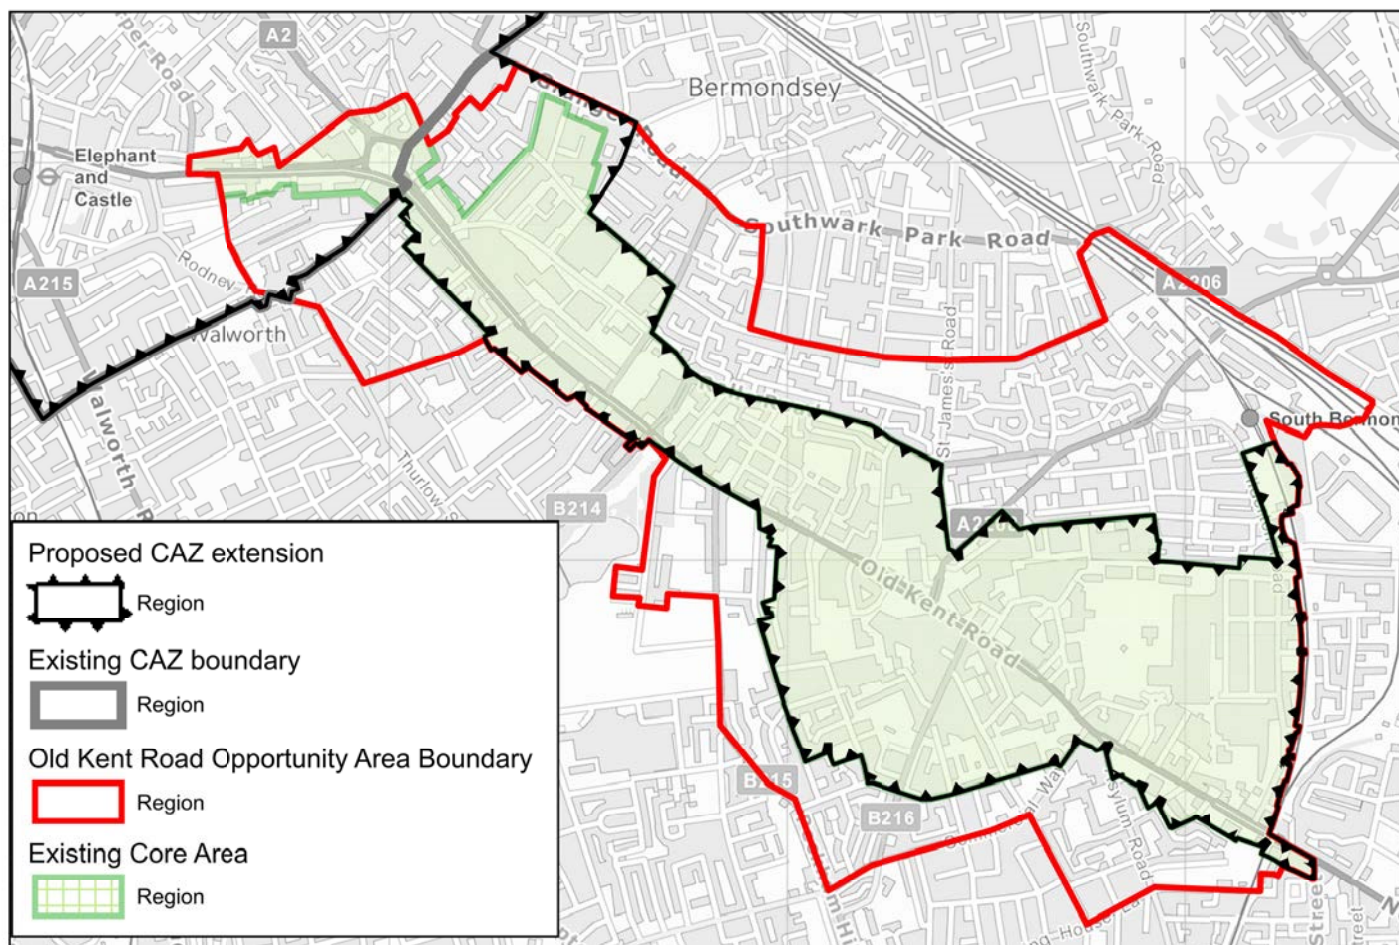 A2
Bermondsey
Southwark Park Road
Elephant
and
Castle
Southwark Park Road
A2206
A215
Walworth
St James's Road
South Bermon
Walworth R
Thurlow S
B214
Old Kent Road
B215
B216
Asylum Road
Proposed CAZ extension
Region
Existing CAZ boundary
Region
Old Kent Road Opportunity Area Boundary
Region
Existing Core Area
Region